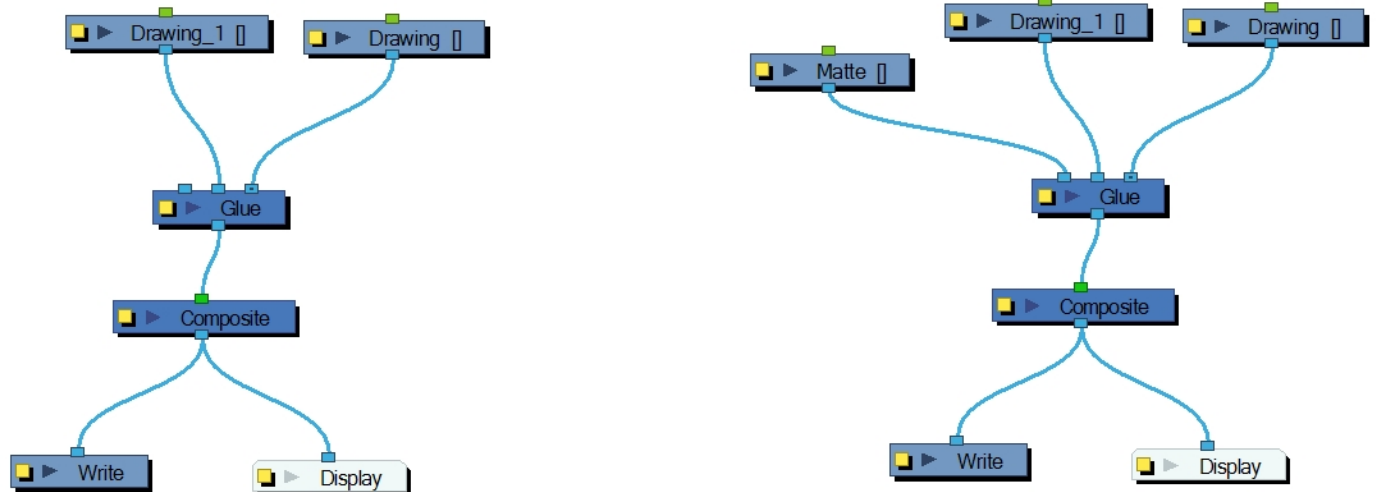 Drawing_1 []
Drawing []
Glue
Composite
Write
Display
Matte []
Drawing_1 []
Drawing []
Glue
Composite
Write
Display